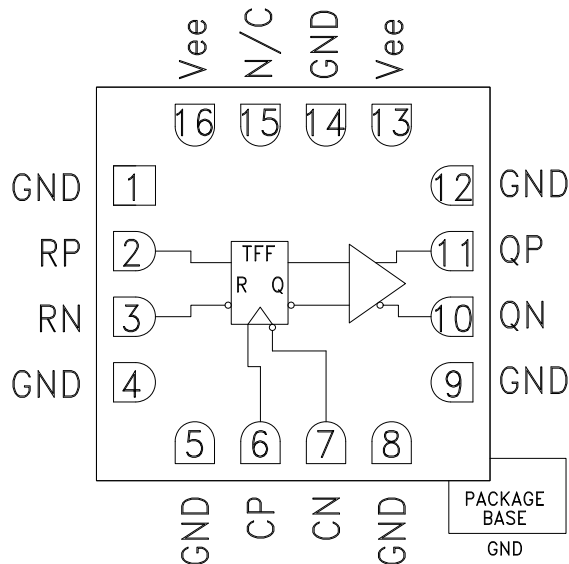 Vee N/C GND Vee
16 15 14 13
GND 1 12 GND
RP 2 TFF 11 QP
R Q
RN 3 10 QN
GND 4 9 GND
5 6 7 8
GND CP CN GND
PACKAGE
BASE
GND